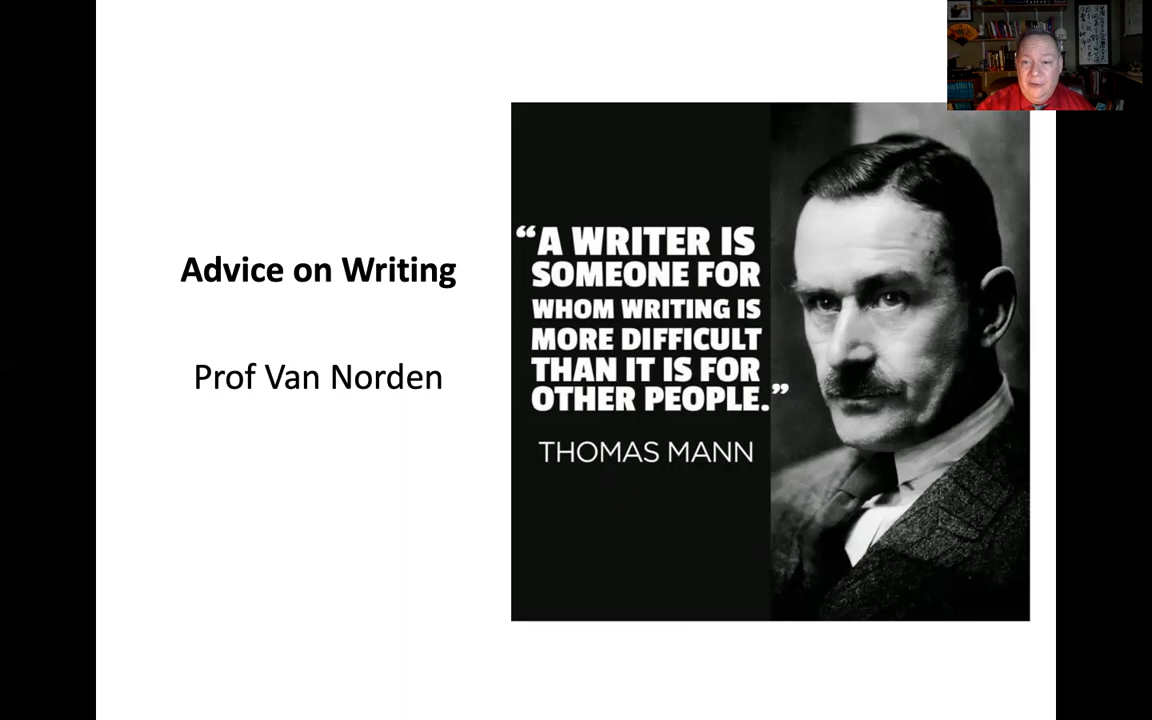 Advice on Writing
Prof Van Norden
“A WRITER IS
SOMEONE FOR
WHOM WRITING IS
MORE DIFFICULT
THAN IT IS FOR
OTHER PEOPLE.”
THOMAS MANN